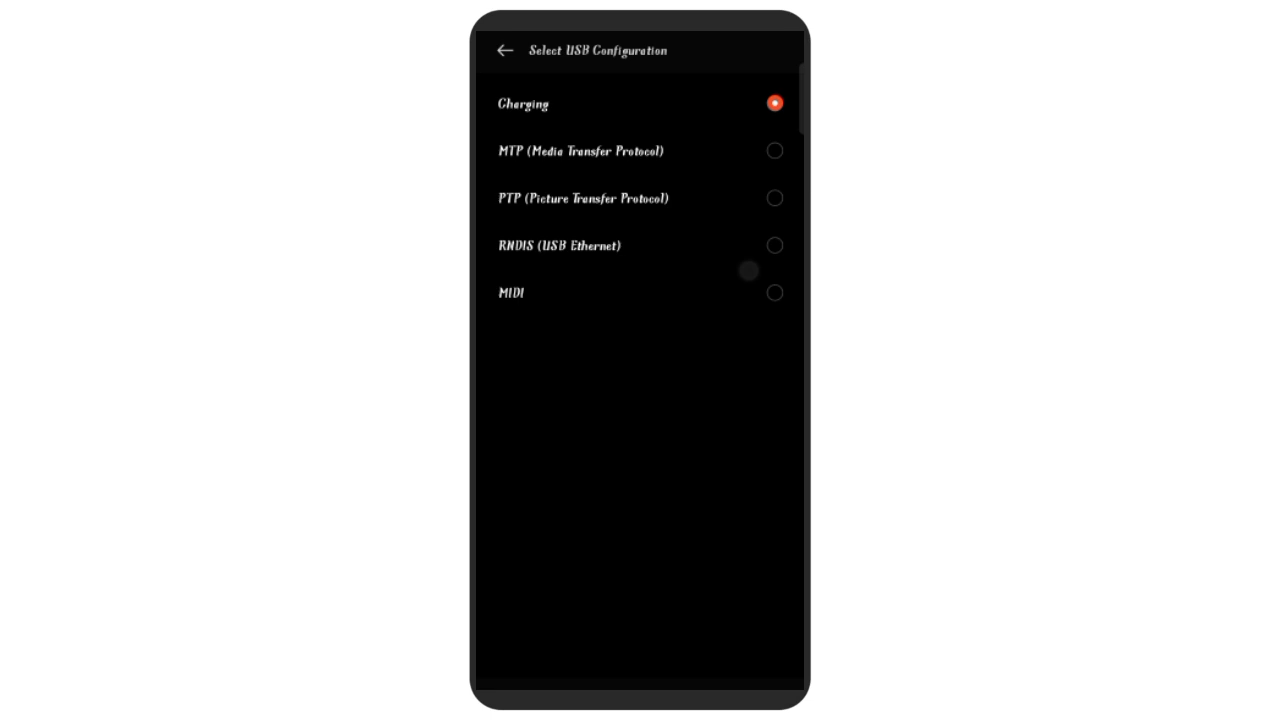 Select USB Configuration
Charging
MTP (Media Transfer Protocol)
PTP (Picture Transfer Protocol)
RNDIS (USB Ethernet)
MIDI